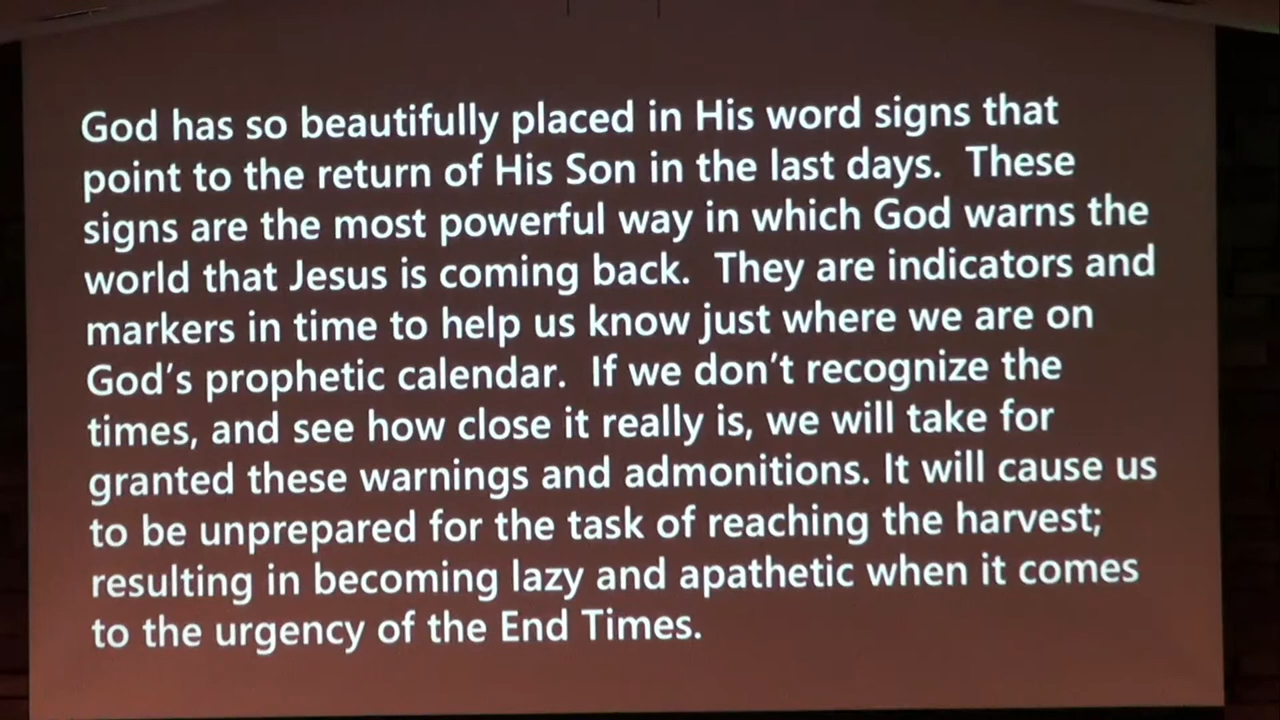 God has so beautifully placed in His word signs that
point to the return of His Son in the last days.  These
signs are the most powerful way in which God warns the
world that Jesus is coming back.  They are indicators and
markers in time to help us know just where we are on
God's prophetic calendar.  If we don't recognize the
times, and see how close it really is, we will take for
granted these warnings and admonitions. It will cause us
to be unprepared for the task of reaching the harvest;
resulting in becoming lazy and apathetic when it comes
to the urgency of the End Times.